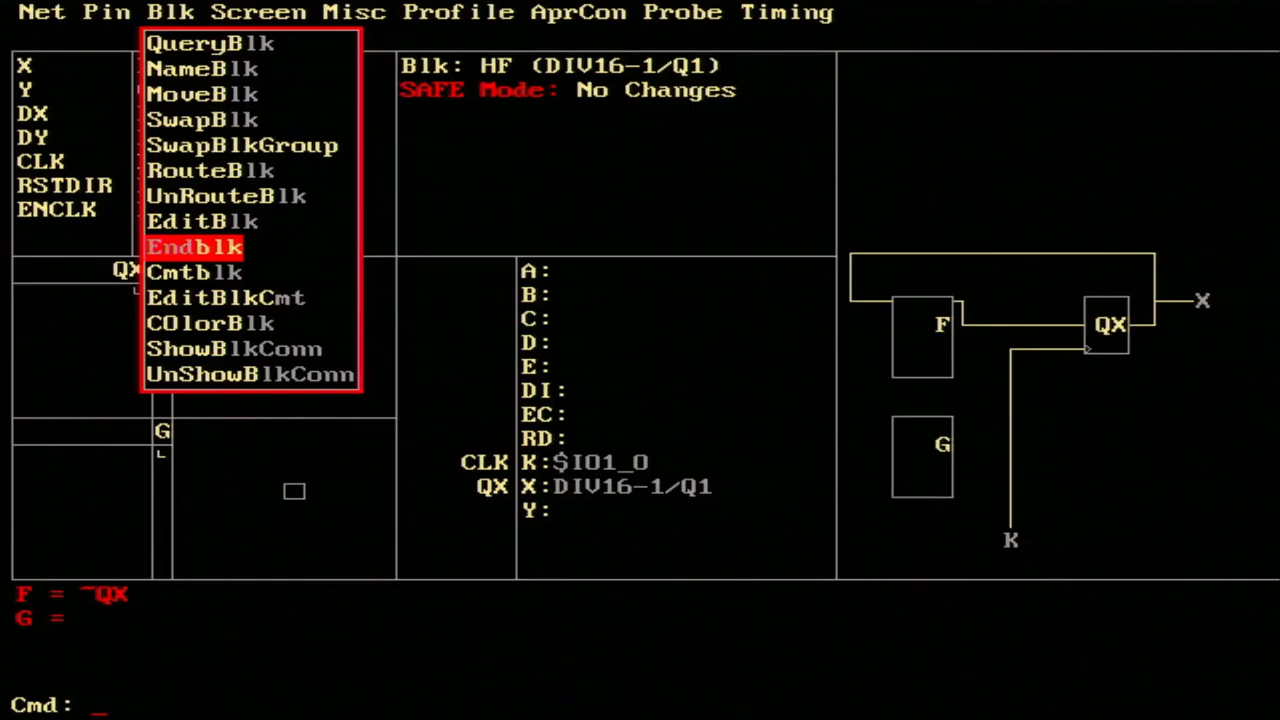 Net Pin Blk Screen Misc Profile AprCon Probe Timing
X
Y
DX
DY
CLK
RSTDIR
ENCLK
QX
QueryBlk
NameBlk
MoveBlk
SwapBlk
SwapBlkGroup
RouteBlk
UnRouteBlk
EditBlk
Endblk
Cmtblk
EditBlkCmt
COlorBlk
ShowBlkConn
UnShowBlkConn
G
Blk: HF (DIV16-1/Q1)
SAFE Mode: No Changes
A:
B:
C:
D:
E:
DI:
EC:
RD:
CLK K:$IO1_O
QX X:DIV16-1/Q1
Y:
F
QX
X
G
K
F = ~QX
G =
Cmd: _